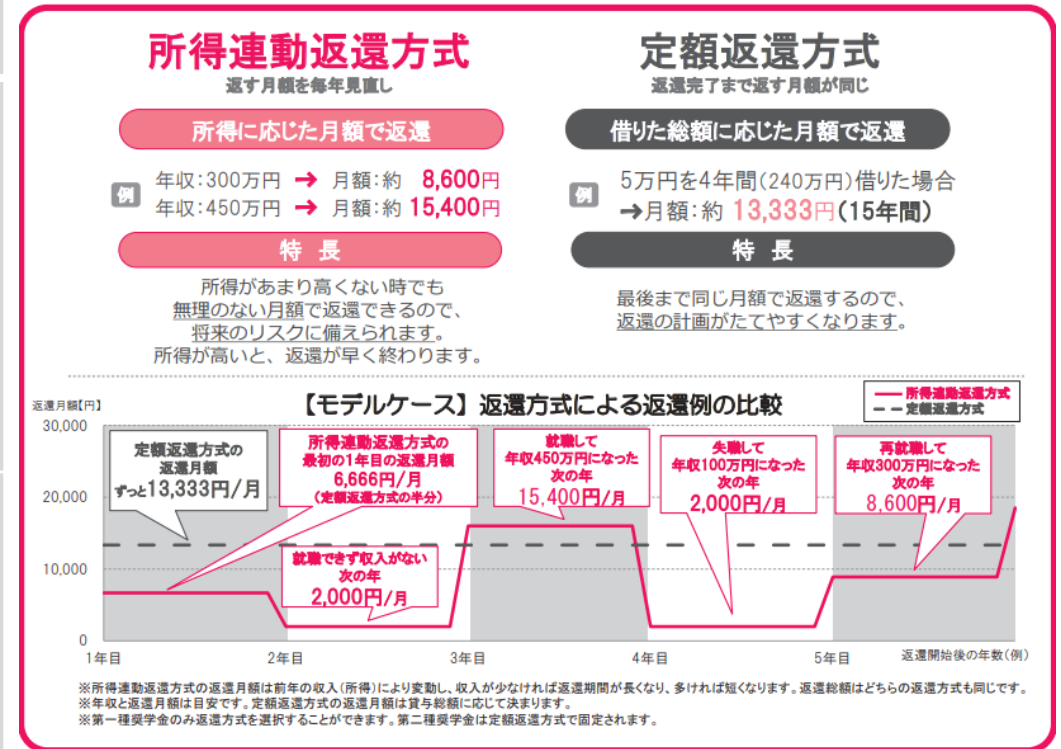 所得連動返還方式
返す月額を毎年見直し
所得に応じた月額で返還
例
年収:300万円 → 月額:約 8,600円
年収:450万円 → 月額:約 15,400円
特 長
所得があまり高くない時でも
無理のない月額で返還できるので、
将来のリスクに備えられます。
所得が高いと、返還が早く終わります。
定額返還方式
返還完了まで返す月額が同じ
借りた総額に応じた月額で返還
例
5万円を4年間(240万円)借りた場合
→月額:約 13,333円(15年間)
特 長
最後まで同じ月額で返還するので、
返還の計画がたてやすくなります。
返還月額【円】
【モデルケース】返還方式による返還例の比較
所得連動返還方式
定額返還方式
30,000
20,000
10,000
0
定額返還方式の
返還月額
ずっと13,333円/月
所得連動返還方式の
最初の1年目の返還月額
6,666円/月
(定額返還方式の半分)
就職できず収入がない
次の年
2,000円/月
就職して
年収450万円になった
次の年
15,400円/月
失職して
年収100万円になった
次の年
2,000円/月
再就職して
年収300万円になった
次の年
8,600円/月
1年目
2年目
3年目
4年目
5年目
返還開始後の年数(例)
※所得連動返還方式の返還月額は前年の収入(所得)により変動し、収入が少なければ返還期間が長くなり、多ければ短くなります。返還総額はどちらの返還方式も同じです。
※年収と返還月額は目安です。定額返還方式の返還月額は貸与総額に応じて決まります。
※第一種奨学金のみ返還方式を選択することができます。第二種奨学金は定額返還方式で固定されます。